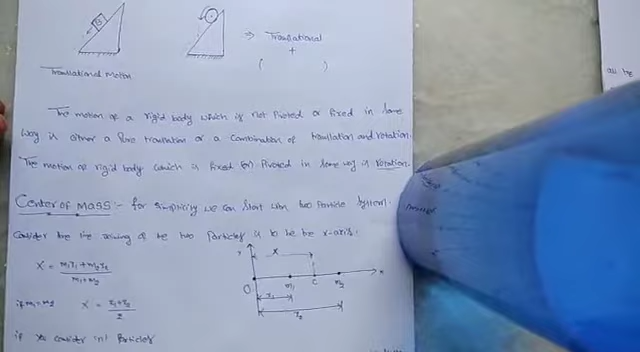 ⇒ Translational
+
( )
Translational Motion
The motion of a rigid body which is not Pivoted or fixed in some
way is either a Pure translation or a Combination of translation and rotation.
The motion of rigid body which is fixed (or) Pivoted in some way is rotation.
Center of Mass:- for simplicity we can start with two Particle system.
Consider the line joining of the two Particles is to be the x-axis.
X = m₁x₁+m₂x₂ / m₁+m₂
if m₁=m₂ X = x₁+x₂ / 2
Y X
O m₁ C m₂ x
x₁
x₂
if we consider 'n' Particles